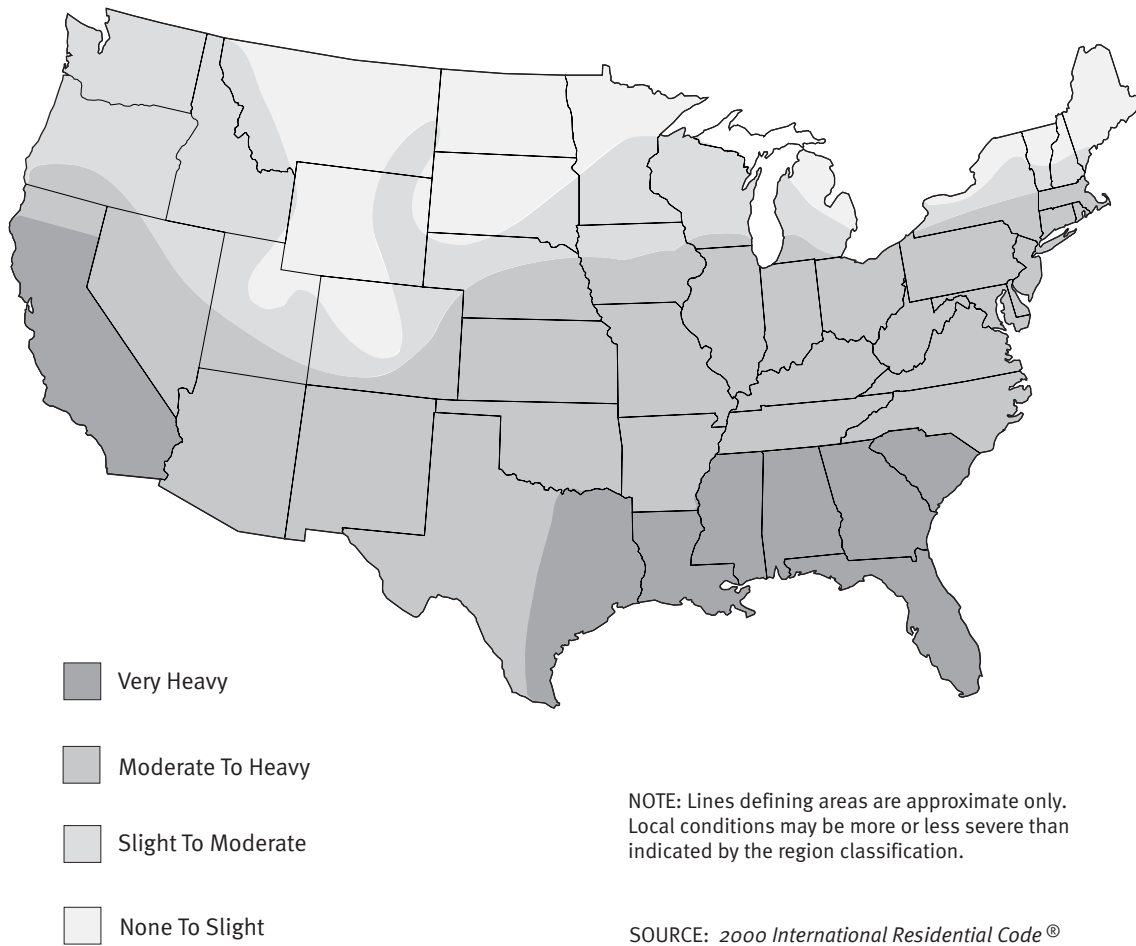 Very Heavy
Moderate To Heavy
Slight To Moderate
None To Slight
NOTE: Lines defining areas are approximate only.
Local conditions may be more or less severe than
indicated by the region classification.
SOURCE: 2000 International Residential Code ®